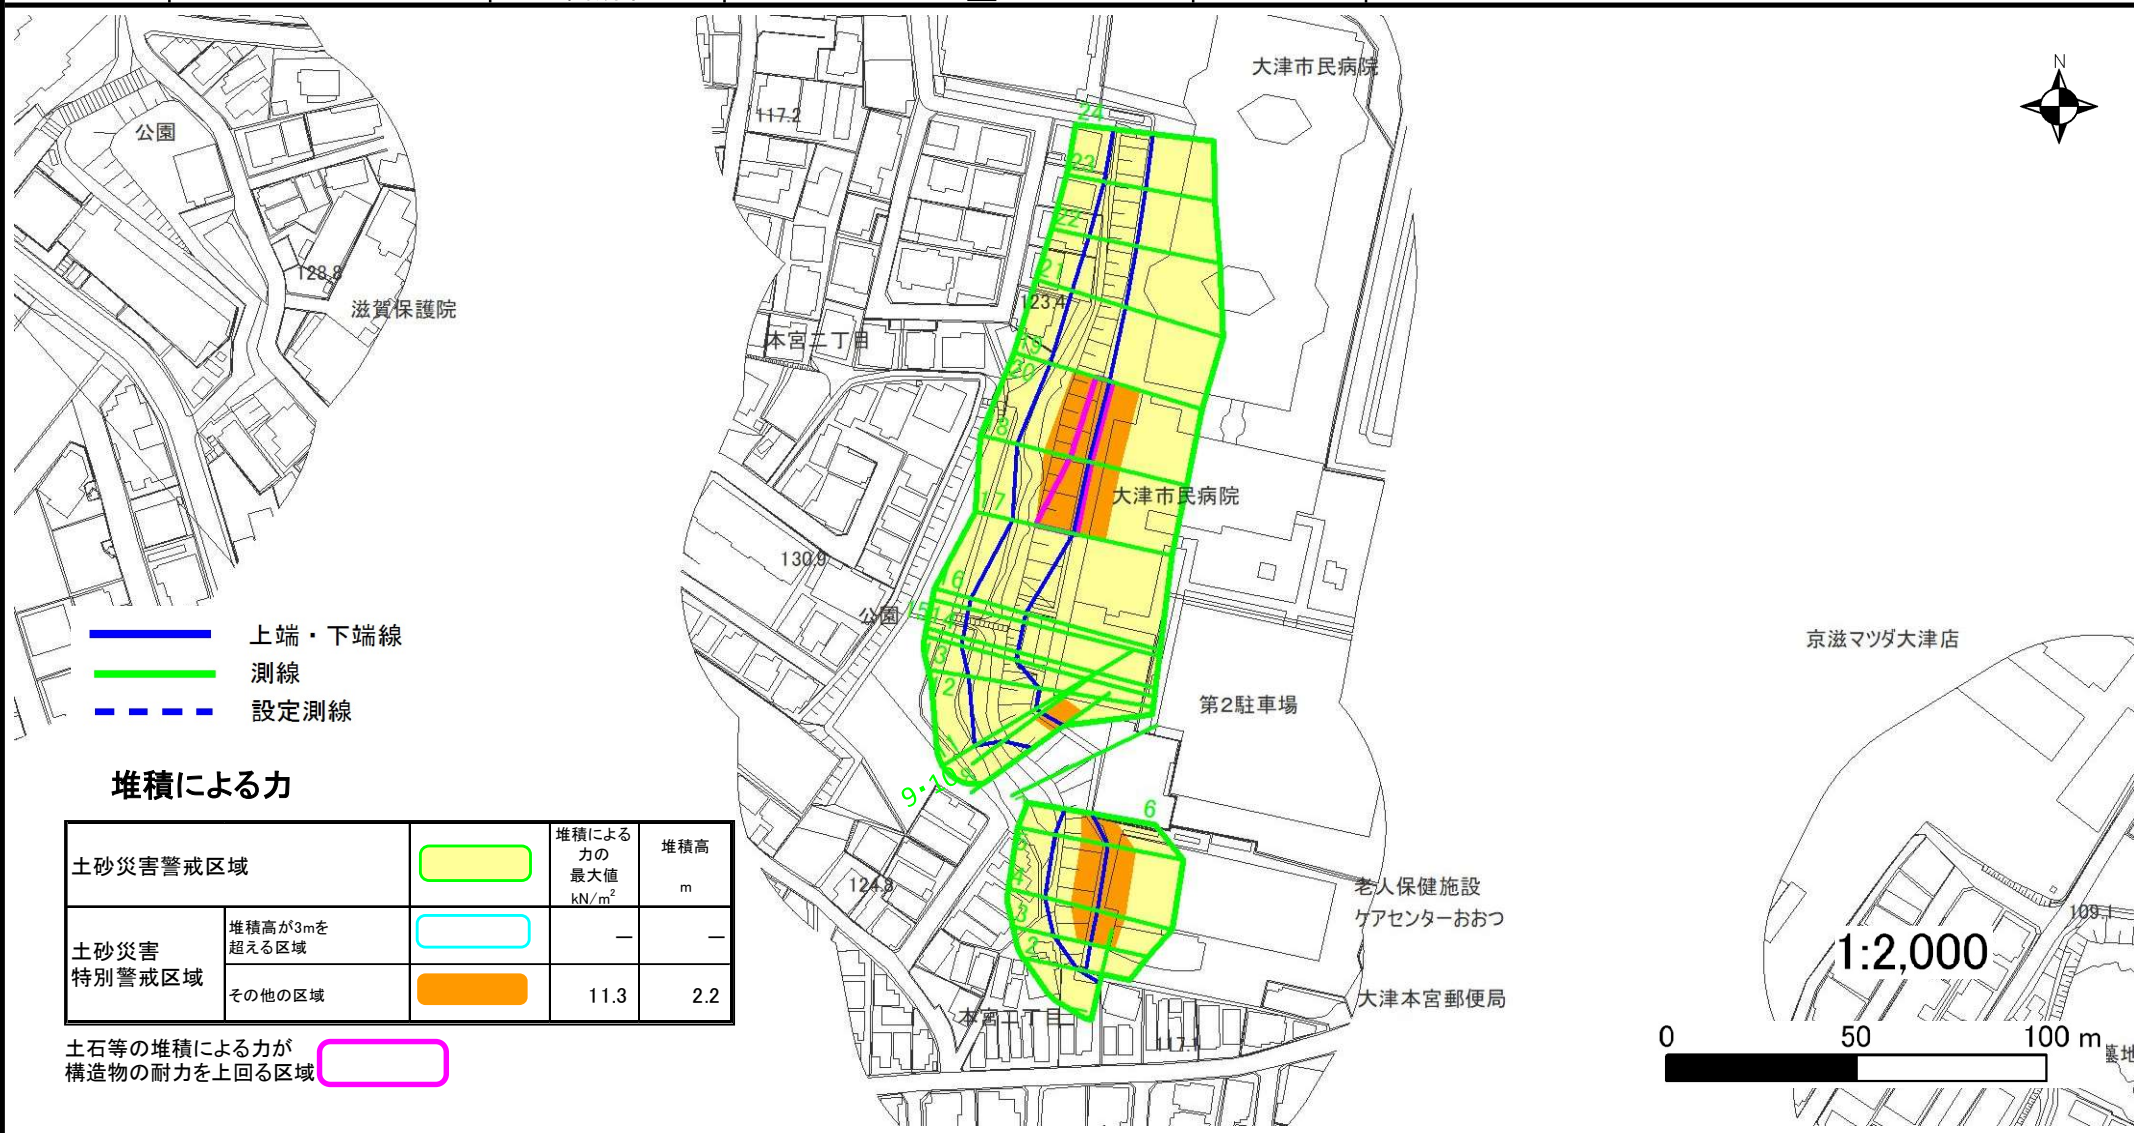 大津市民病院
N
24
公園
117.2
23
22
21
128.8
123.4
滋賀保護院
本宮二丁目
19
20
18
大津市民病院
17
130.9
16
公園
15
14
13
上端・下端線
京滋マツダ大津店
測線
12
第2駐車場
設定測線
11
堆積による力
9・10
8
6
土砂災害警戒区域
堆積による
力の
最大値
kN/m²
堆積高
m
5
4
124.8
老人保健施設
ケアセンターおおつ
3
109.1
土砂災害
特別警戒区域
堆積高が3mを
超える区域
－
－
2
1:2,000
その他の区域
11.3
2.2
大津本宮郵便局
本宮二丁目
117.1
0
50
100 m
土石等の堆積による力が
構造物の耐力を上回る区域
墓地